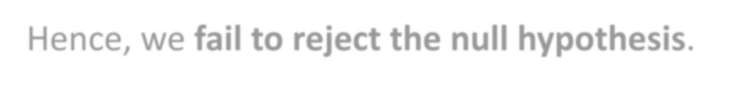 Hence, we fail to reject the null hypothesis.